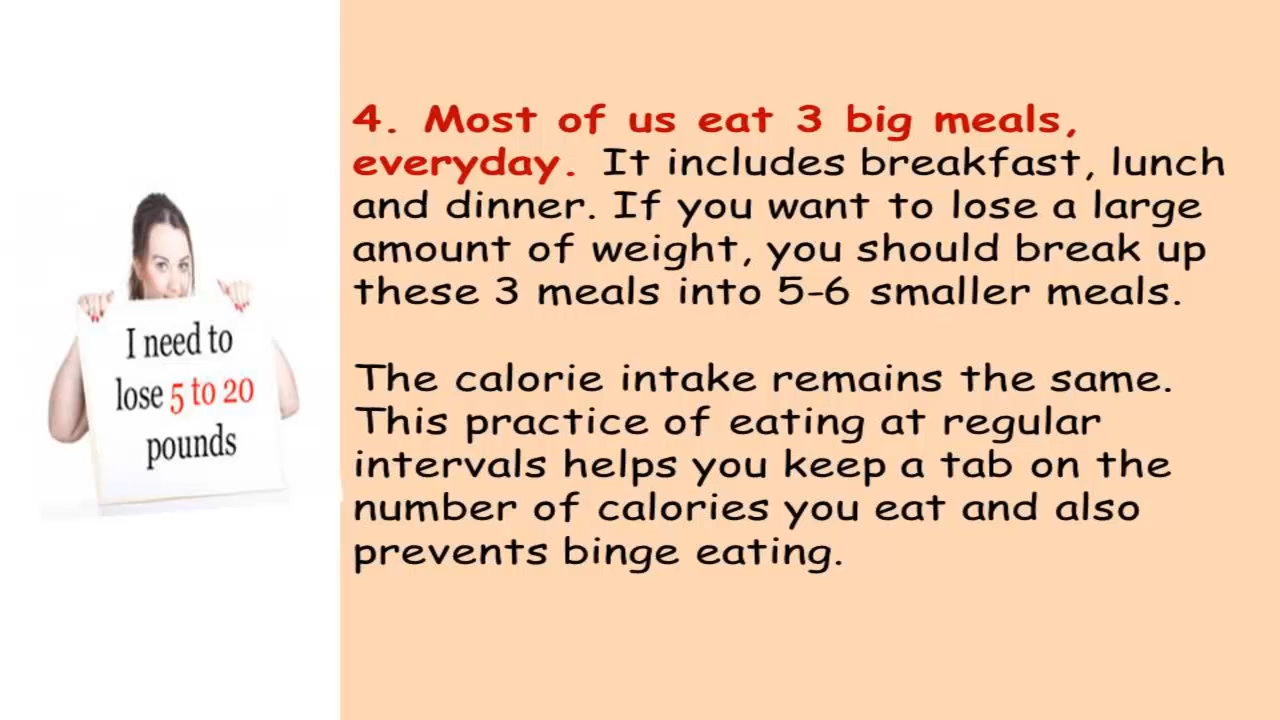 I need to
lose 5 to 20
pounds
4. Most of us eat 3 big meals,
everyday. It includes breakfast, lunch
and dinner. If you want to lose a large
amount of weight, you should break up
these 3 meals into 5-6 smaller meals.
The calorie intake remains the same.
This practice of eating at regular
intervals helps you keep a tab on the
number of calories you eat and also
prevents binge eating.